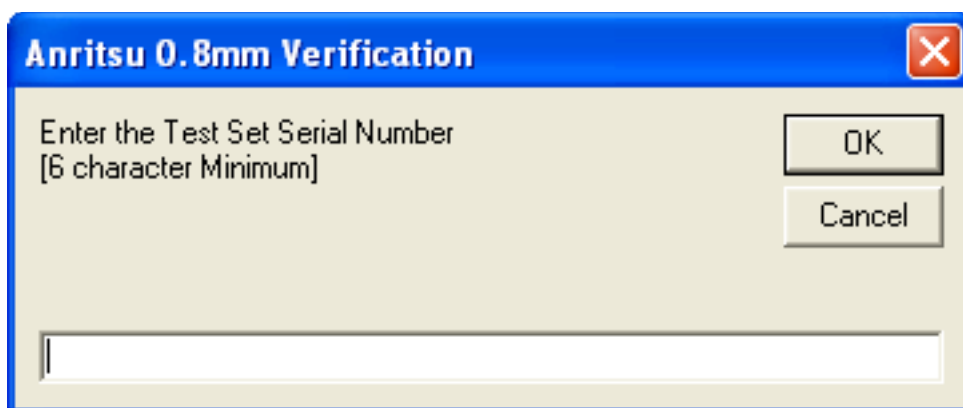 Anritsu 0.8mm Verification
Enter the Test Set Serial Number
[6 character Minimum]
OK
Cancel